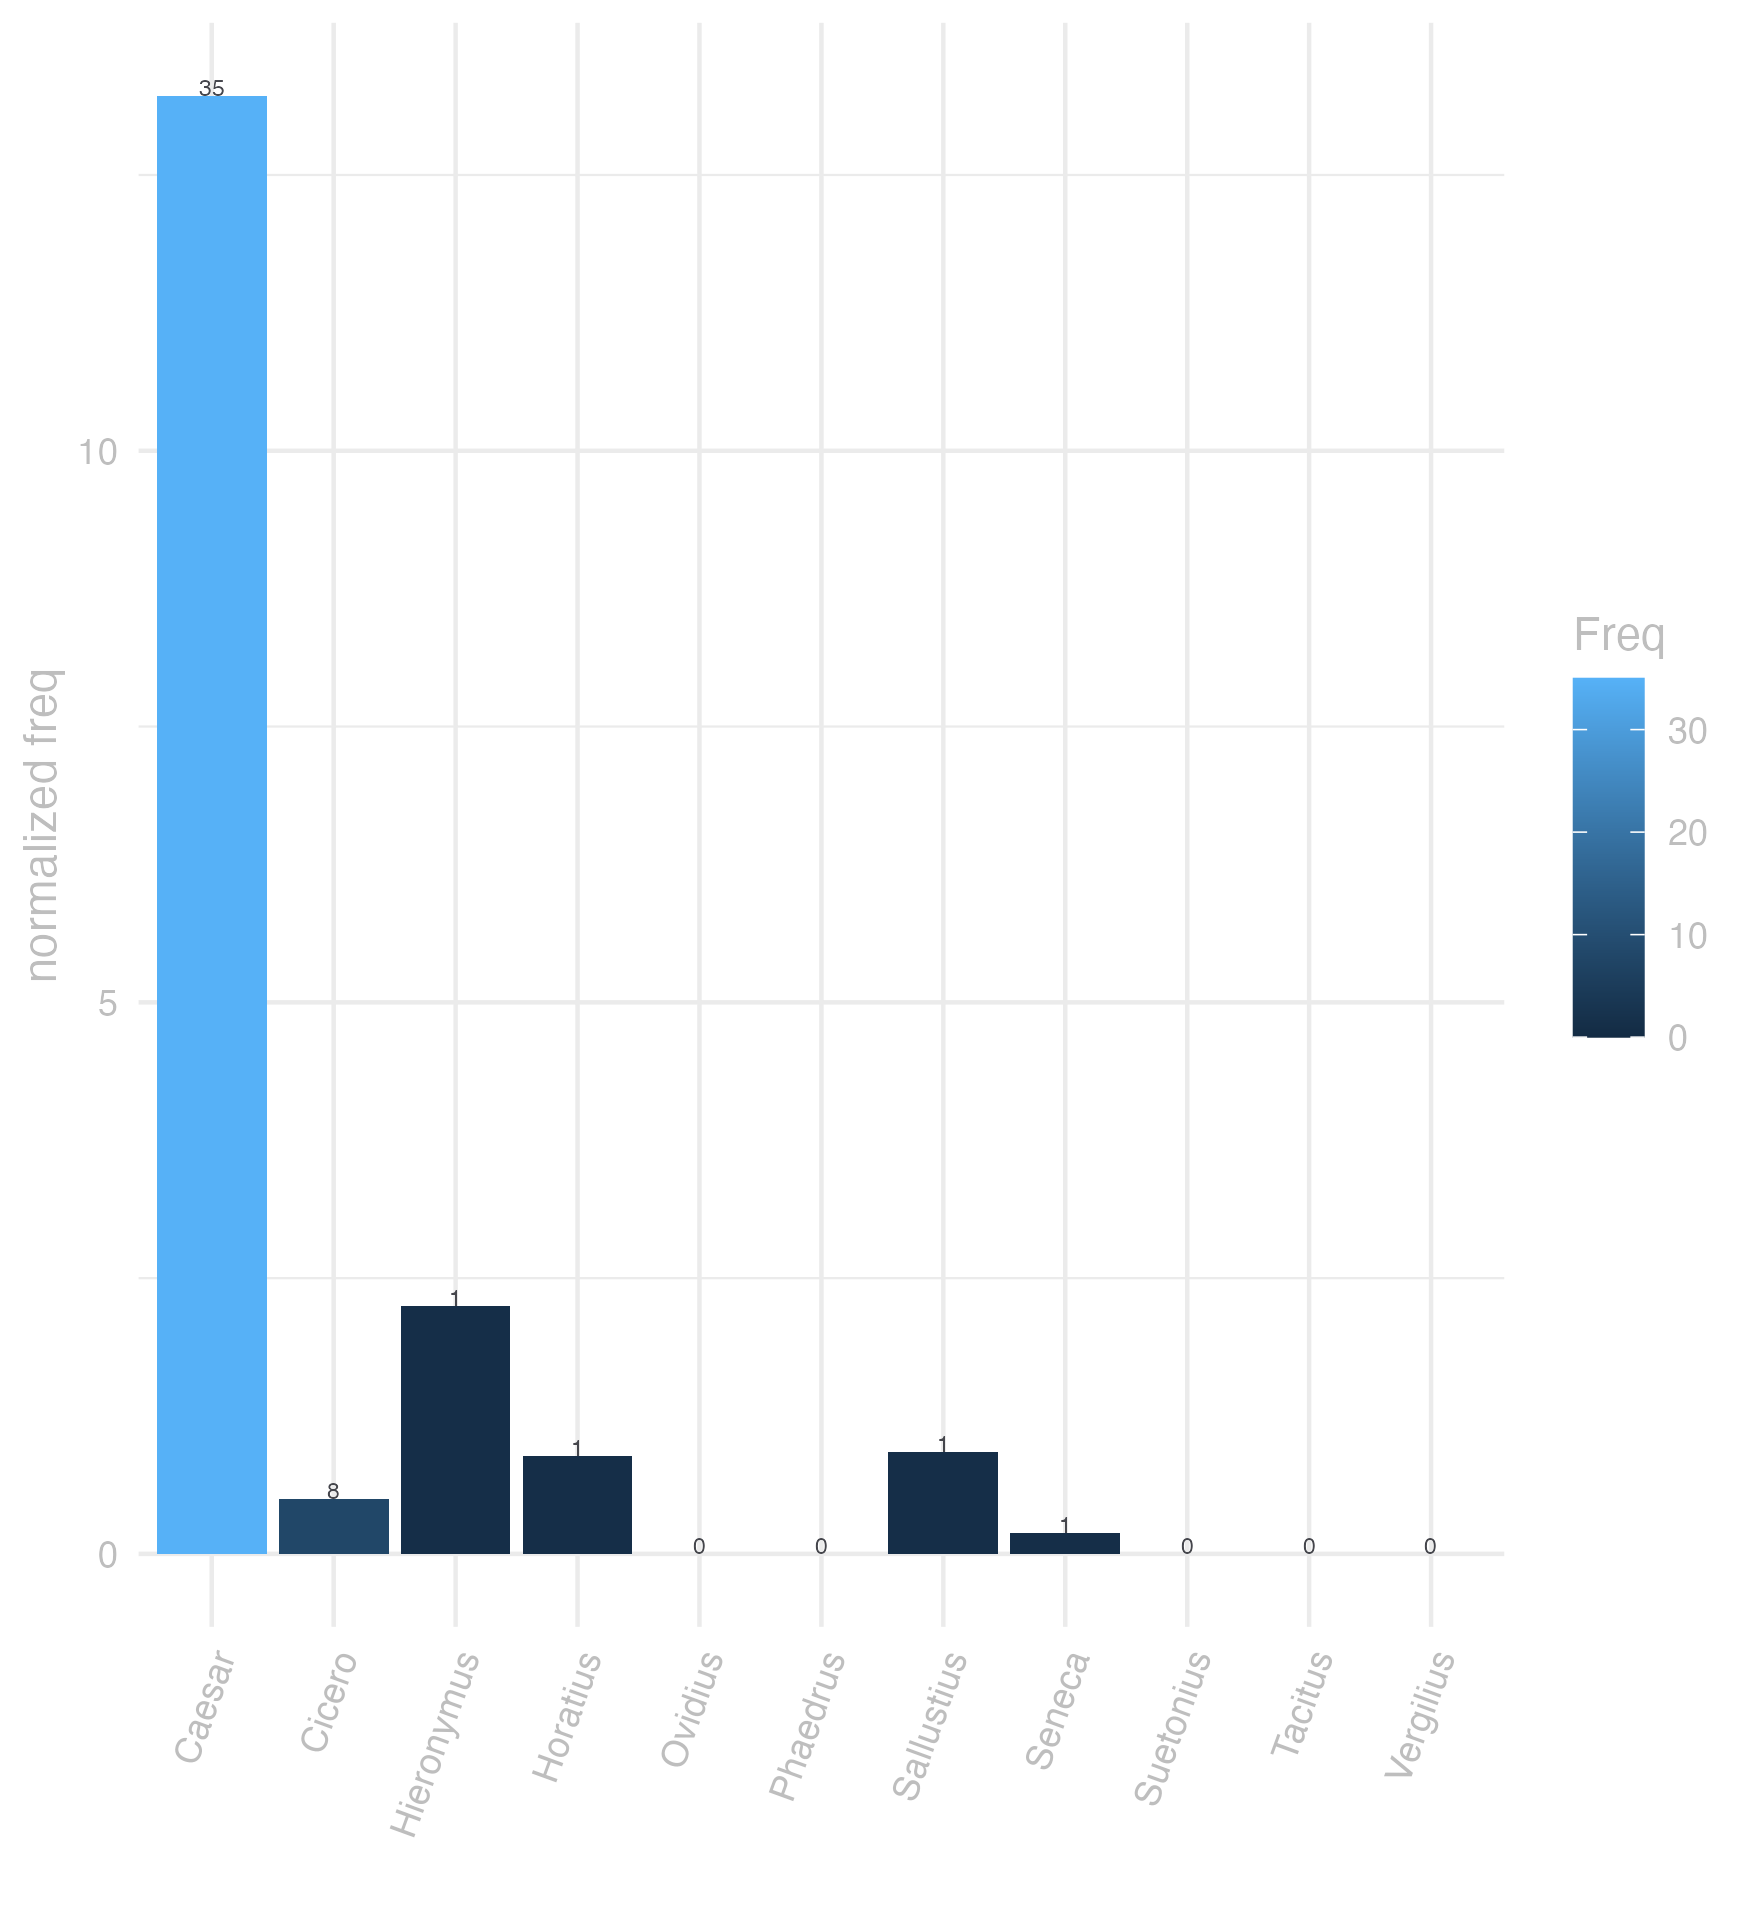 35
10
5
0
8
1
1
0
0
1
1
0
0
0
normalized freq
Caesar
Cicero
Hieronymus
Horatius
Ovidius
Phaedrus
Sallustius
Seneca
Suetonius
Tacitus
Vergilius
Freq
30
20
10
0